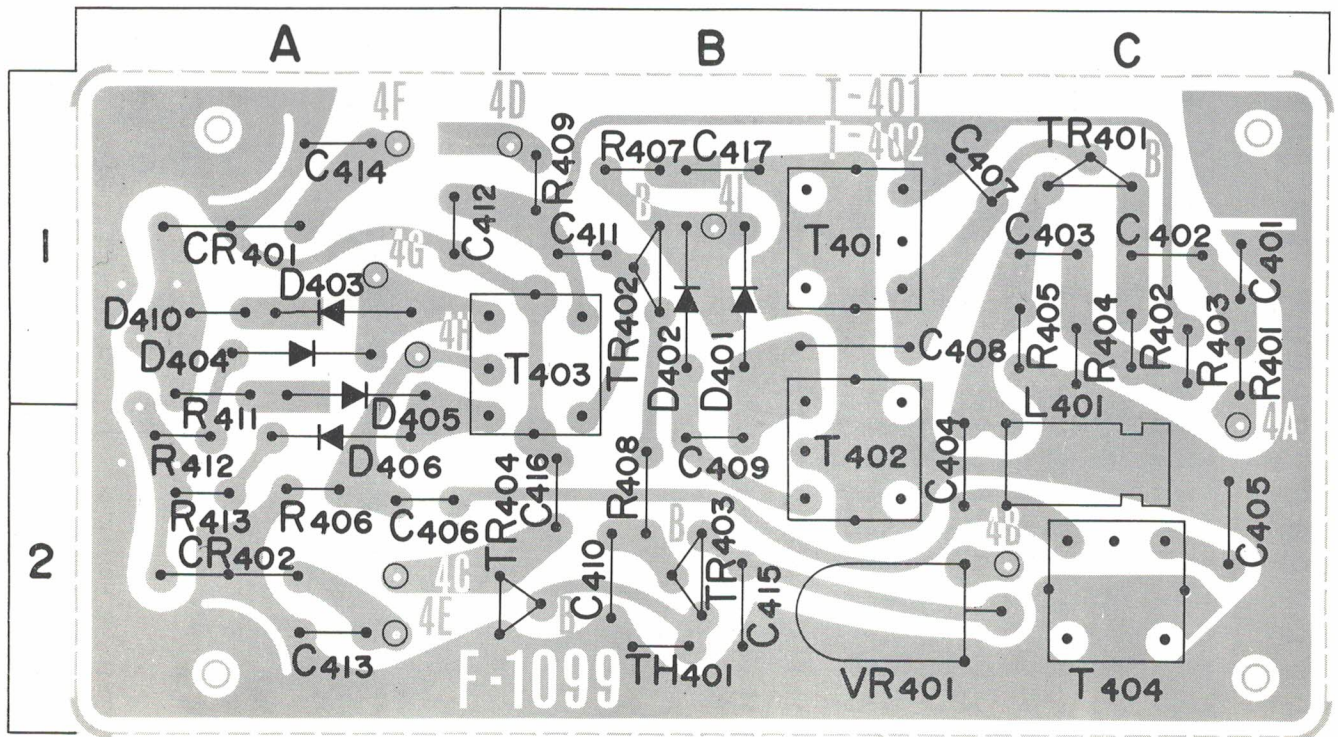 A B C
1
2
4F 4D T-401
T-402
C414 R409 R407 C417 C407 TR401 B
C412 B 4I
CR401 4G C411 T401 C403 C402 C401
D403
D410 4H TR402 D402 D401 R405 R404 R402 R403 R401
D404 T403 C408
R411 D405 L401 4A
R412 D406 C416 R408 C409 T402 C404
R413 R406 C406 TR404 B TR403 4B C405
CR402 4C C410 C415
4E B
C413 F-1099 TH401 VR401 T404